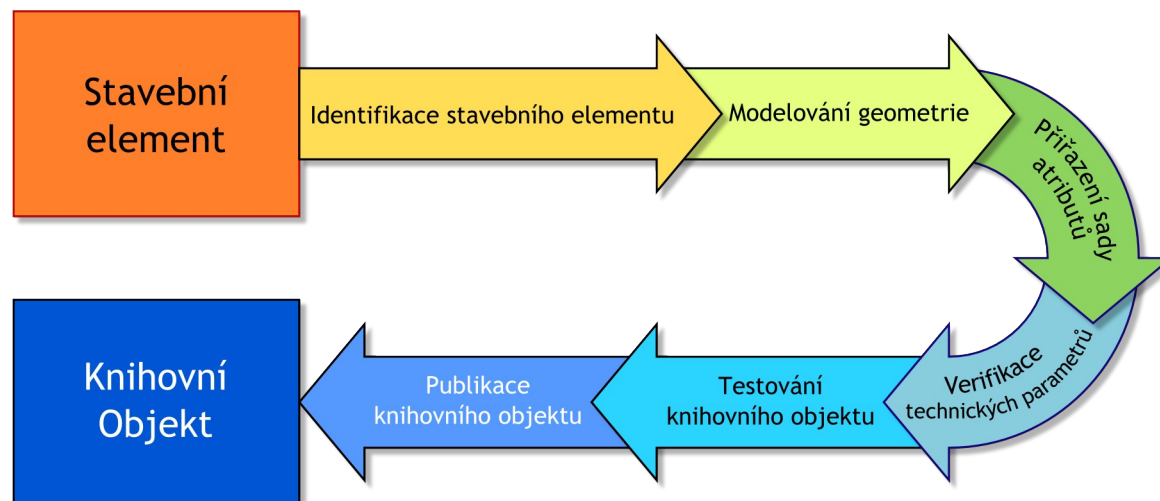 Stavební
element
Identifikace stavebního elementu
Modelování geometrie
Přiřazení sady
atributů
Verifikace
technických parametrů
Testování
knihovního objektu
Publikace
knihovního objektu
Knihovní
Objekt